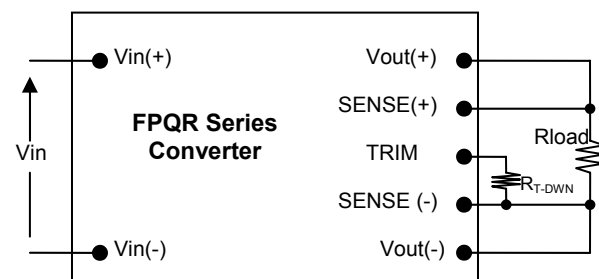 Vin(+)
Vout(+)
SENSE(+)
FPQR Series
Converter
Rload
Vin
TRIM
RT-DWN
SENSE (-)
Vin(-)
Vout(-)